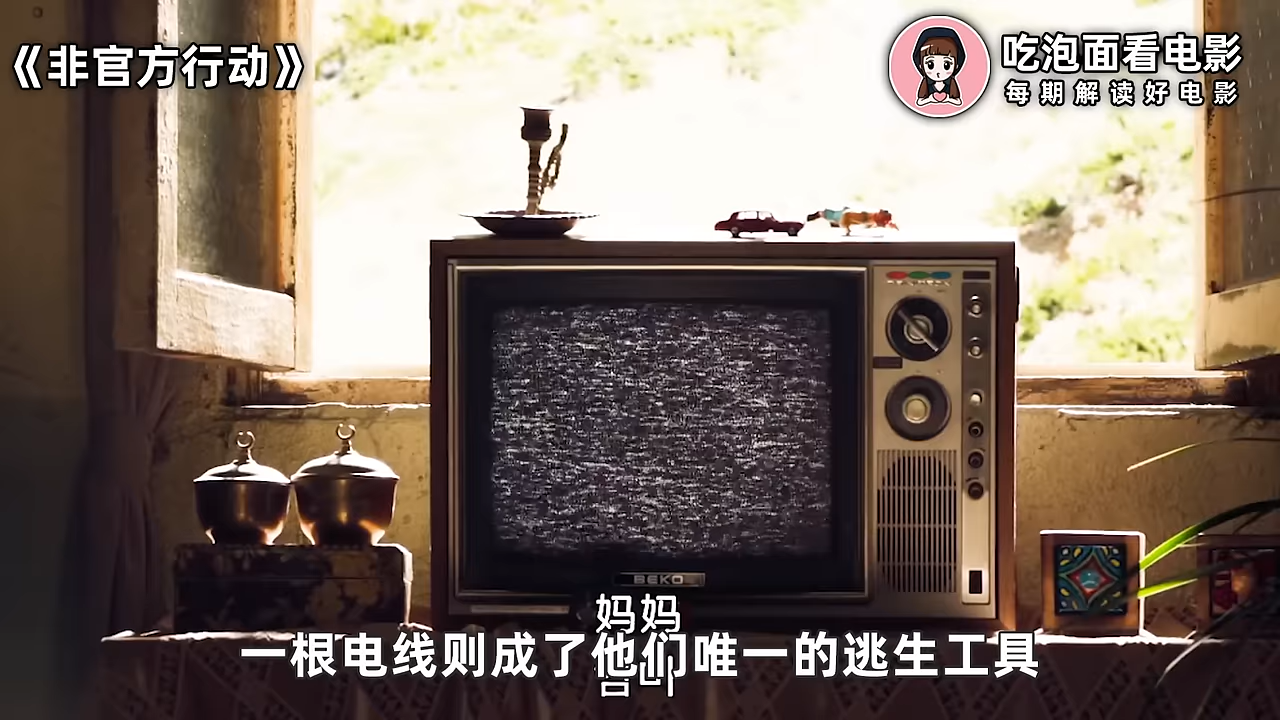 《非官方行动》
吃泡面看电影
每期解读好电影
BEKO
妈妈
一根电线则成了他们唯一的逃生工具